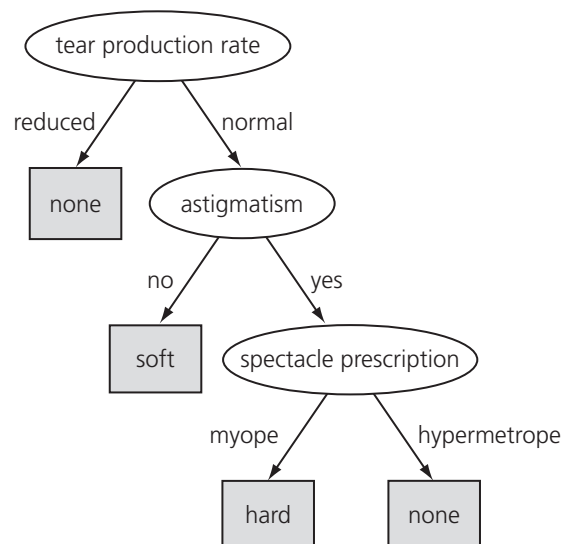 tear production rate
reduced
normal
none
astigmatism
no
yes
soft
spectacle prescription
myope
hypermetrope
hard
none